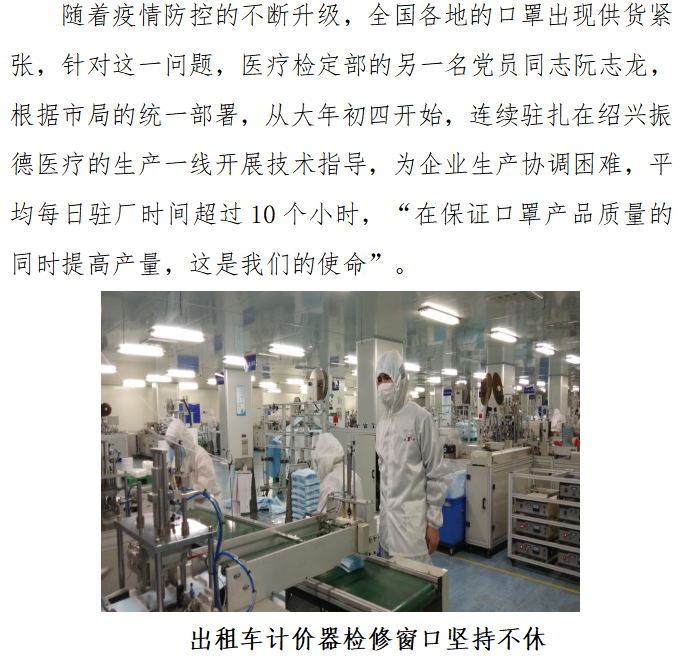 随着疫情防控的不断升级，全国各地的口罩出现供货紧
张，针对这一问题，医疗检定部的另一名党员同志阮志龙，
根据市局的统一部署，从大年初四开始，连续驻扎在绍兴振
德医疗的生产一线开展技术指导，为企业生产协调困难，平
均每日驻厂时间超过 10 个小时，“在保证口罩产品质量的
同时提高产量，这是我们的使命”。
出租车计价器检修窗口坚持不休